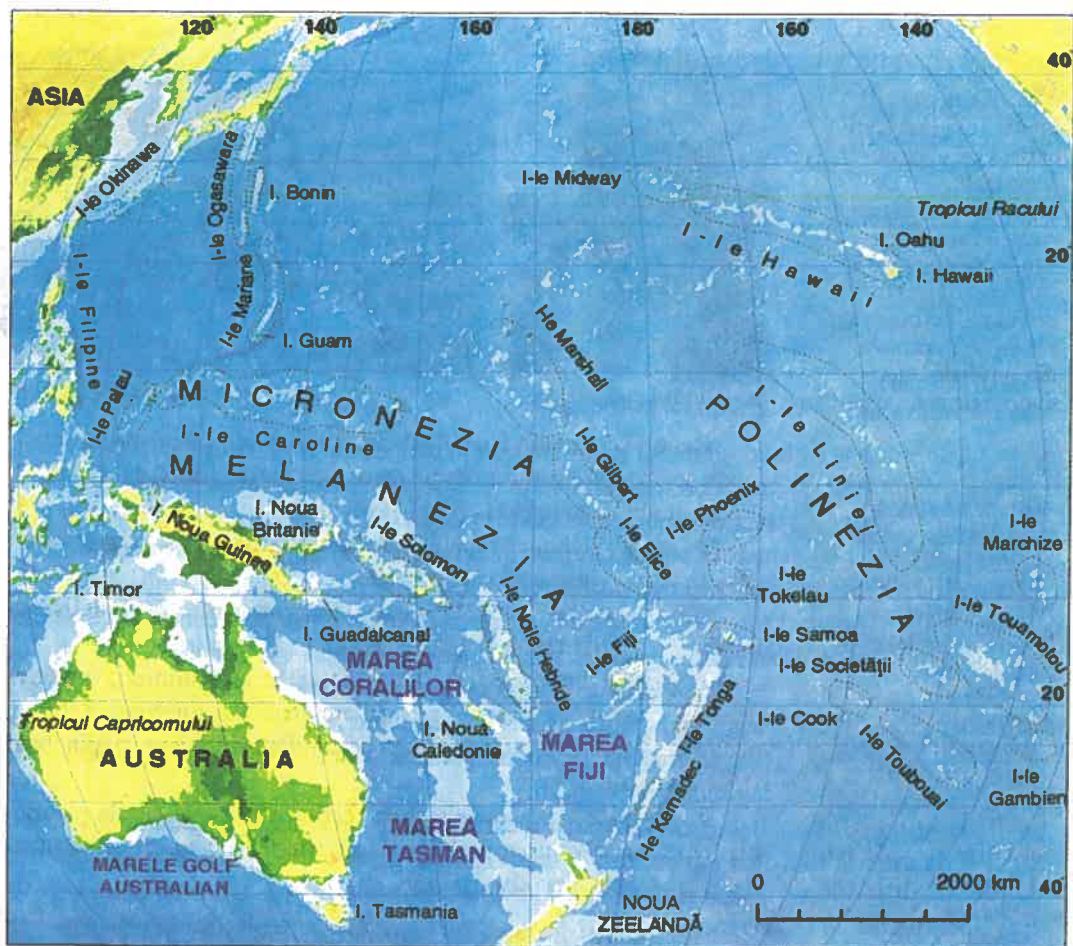 120°
140
160
180
160
140
40°
ASIA
I-le Okinawa
I-le Ogasawara
I. Bonin
I-le Midway
Tropicul Racului
I. Oahu
I-le Hawaii
I. Hawaii
20°
I-le Filipine
I-le Mariane
I. Guam
I-le Marshall
I-le Palau
MICRONEZIA
I-le Caroline
MELANEZIA
POLINEZIA
I-le Liniei
I-le Gilbert
I-le Phoenix
I. Noua
Britanie
I. Noua Guinee
I-le Solomon
I-le Elice
I-le
Marchize
I. Timor
I-le
Tokelau
I-le Touamotou
I. Guadalcanal
I-le Noile Hebride
I-le Fiji
I-le Samoa
I-le Societăţii
MAREA
CORALILOR
20°
Tropicul Capricornului
AUSTRALIA
I. Noua
Caledonie
MAREA
FIJI
I-le Tonga
I-le Cook
I-le Toubouai
I-le
Gambien
I-le Kamadec
MAREA
TASMAN
MARELE GOLF
AUSTRALIAN
I. Tasmania
NOUA
ZEELANDĂ
0
2000 km
40°